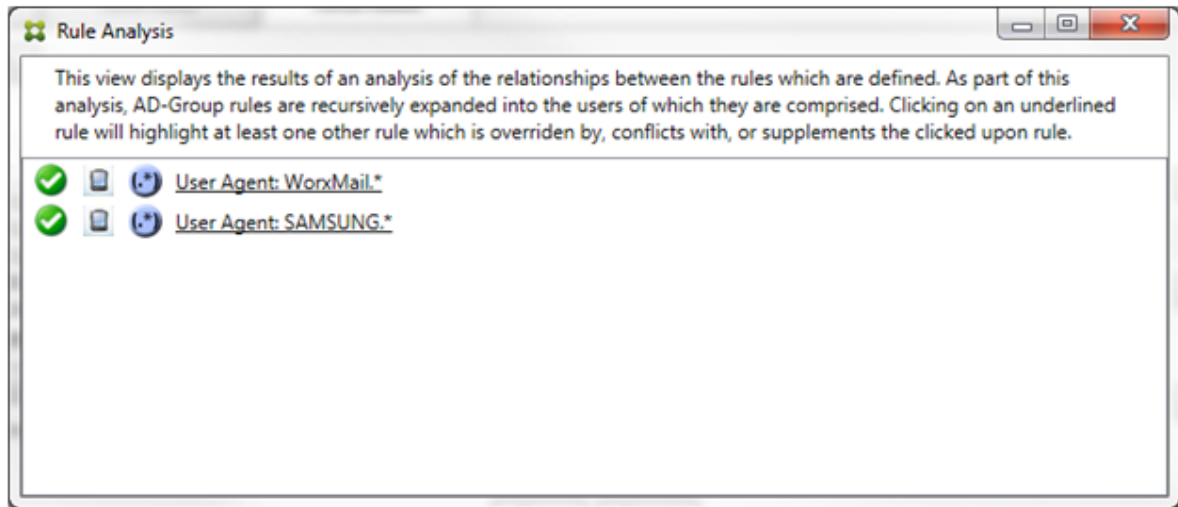 Rule Analysis
This view displays the results of an analysis of the relationships between the rules which are defined. As part of this
analysis, AD-Group rules are recursively expanded into the users of which they are comprised. Clicking on an underlined
rule will highlight at least one other rule which is overriden by, conflicts with, or supplements the clicked upon rule.
(.*) User Agent: WorxMail.*
(.*) User Agent: SAMSUNG.*